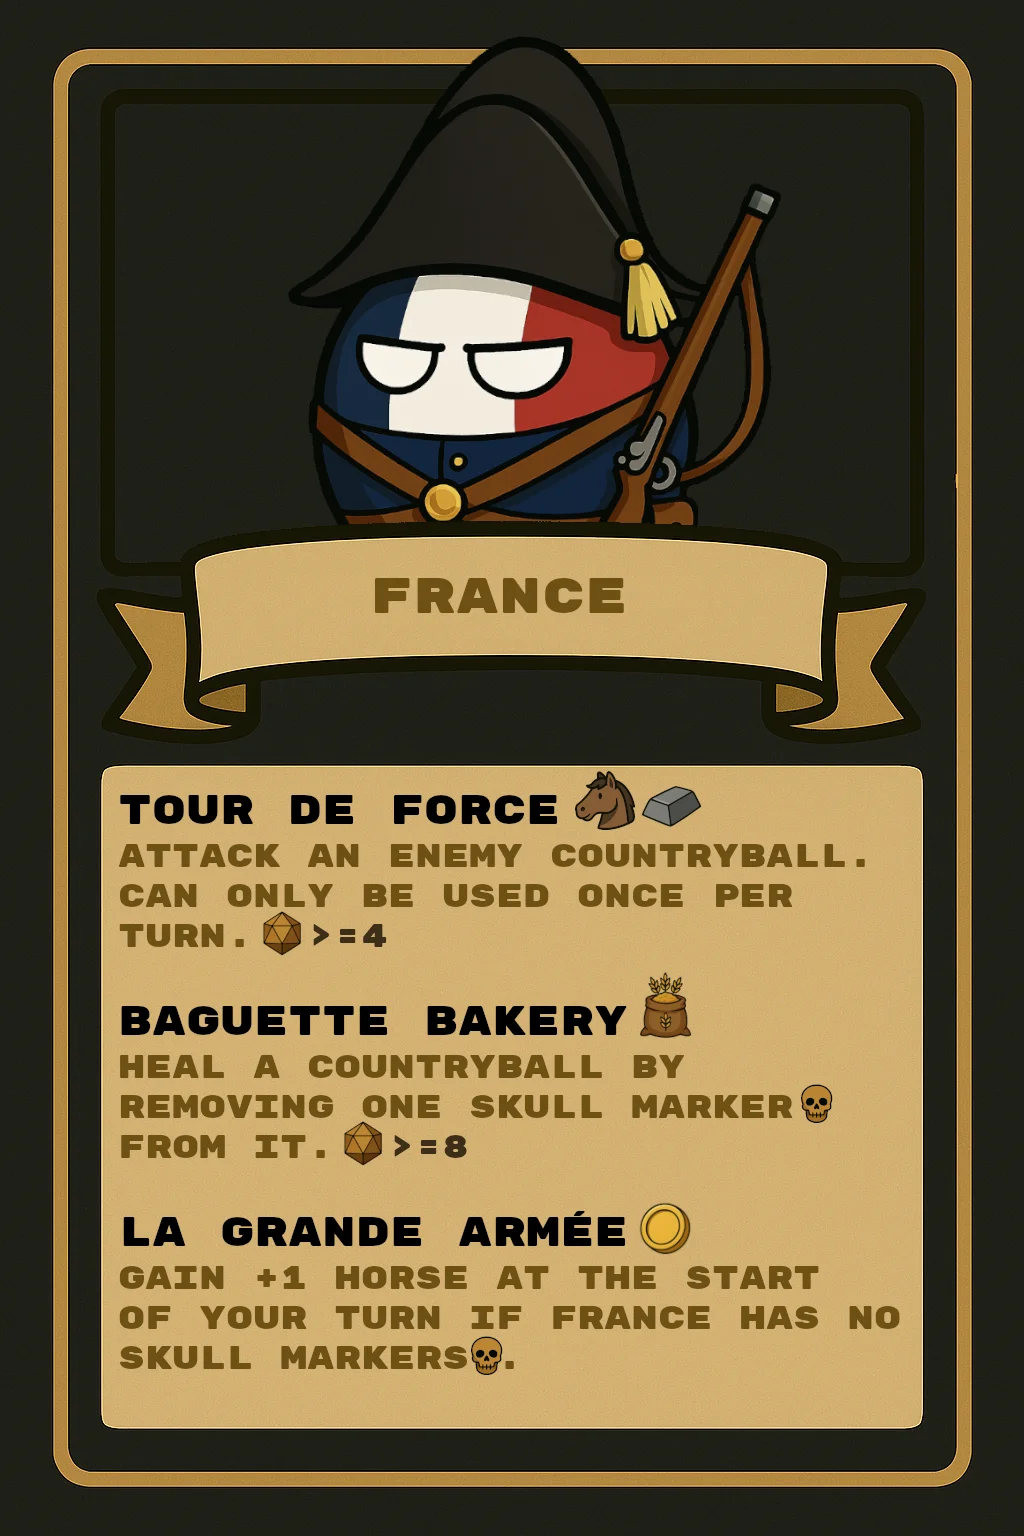 FRANCE
TOUR DE FORCE
ATTACK AN ENEMY COUNTRYBALL.
CAN ONLY BE USED ONCE PER
TURN. >=4
BAGUETTE BAKERY
HEAL A COUNTRYBALL BY
REMOVING ONE SKULL MARKER
FROM IT. >=8
LA GRANDE ARMÉE
GAIN +1 HORSE AT THE START
OF YOUR TURN IF FRANCE HAS NO
SKULL MARKERS.